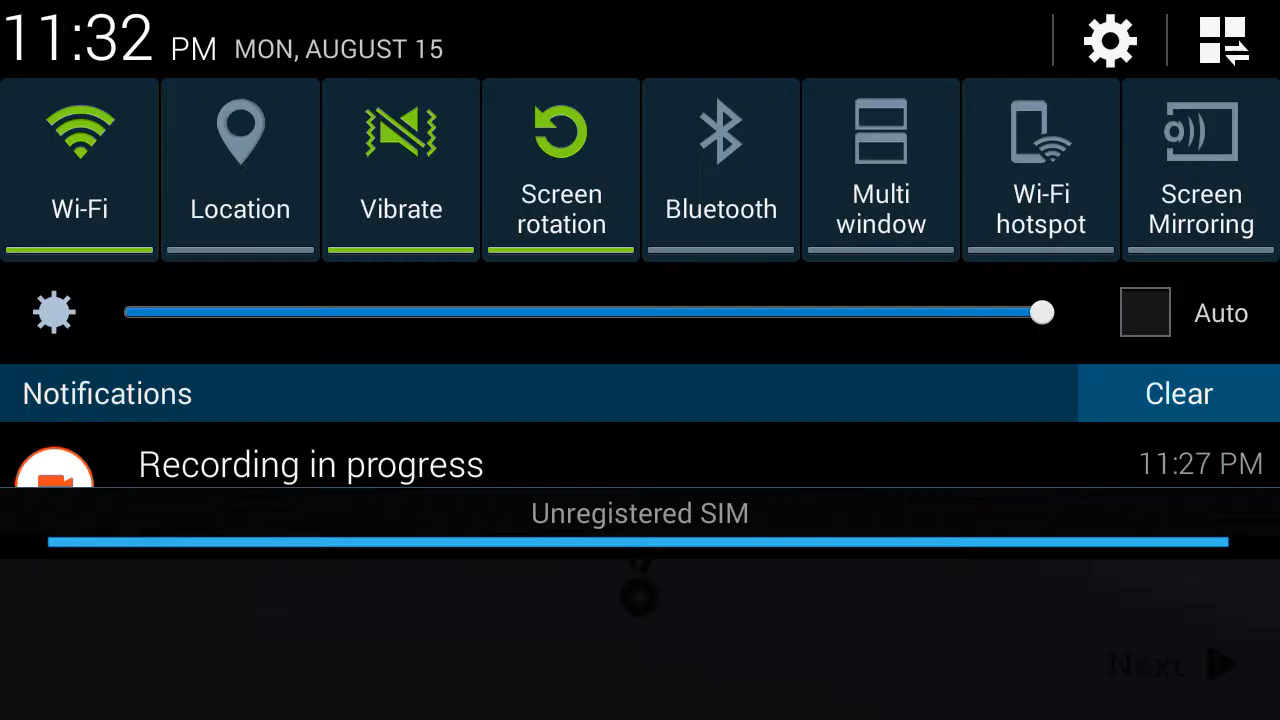 11:32 PM MON, AUGUST 15
Wi-Fi
Location
Vibrate
Screen
rotation
Bluetooth
Multi
window
Wi-Fi
hotspot
Screen
Mirroring
Auto
Notifications
Clear
Recording in progress
11:27 PM
Unregistered SIM
Next